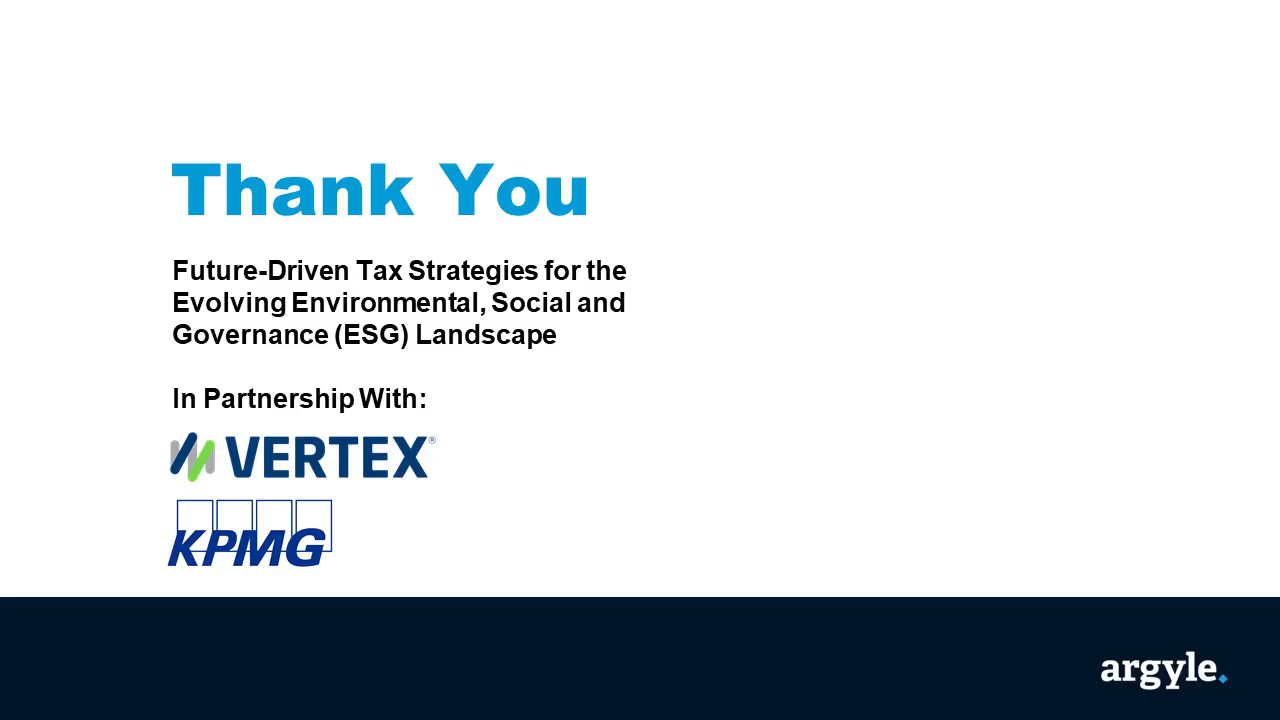 Thank You
Future-Driven Tax Strategies for the
Evolving Environmental, Social and
Governance (ESG) Landscape
In Partnership With:
VERTEX®
KPMG
argyle.